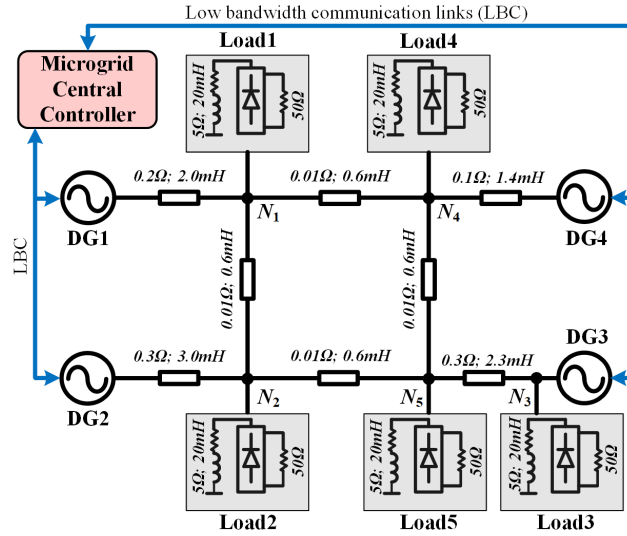 Low bandwidth communication links (LBC)
Microgrid
Central
Controller
Load1
5Ω; 20mH
50Ω
Load4
5Ω; 20mH
50Ω
0.2Ω; 2.0mH
0.01Ω; 0.6mH
0.1Ω; 1.4mH
DG1
N1
N4
DG4
LBC
0.01Ω; 0.6mH
0.01Ω; 0.6mH
DG3
0.3Ω; 3.0mH
0.01Ω; 0.6mH
0.3Ω; 2.3mH
DG2
N2
N5
N3
5Ω; 20mH
50Ω
5Ω; 20mH
50Ω
5Ω; 20mH
50Ω
Load2
Load5
Load3